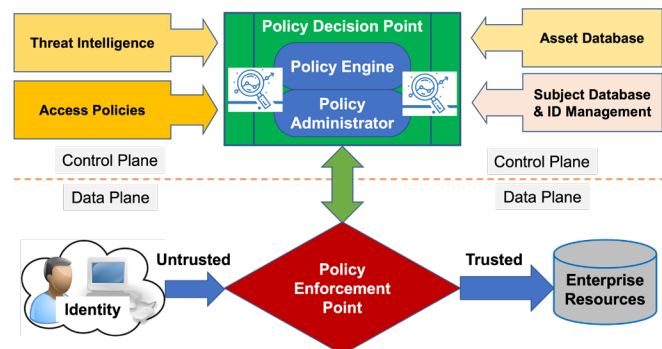 Policy Decision Point
Threat Intelligence
Asset Database
Policy Engine
Access Policies
Policy
Administrator
Subject Database
& ID Management
Control Plane
Control Plane
Data Plane
Data Plane
Untrusted
Trusted
Identity
Policy
Enforcement
Point
Enterprise
Resources